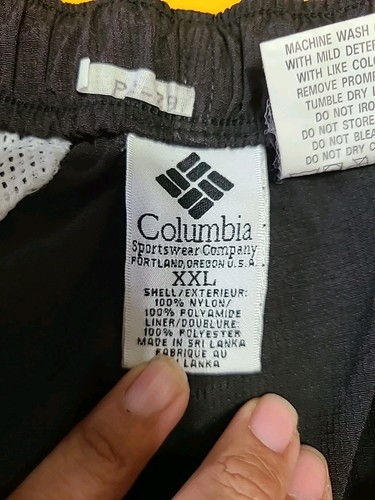 MACHINE WASH
WITH MILD DETER
WITH LIKE COLO
REMOVE PROMP
TUMBLE DRY L
DO NOT IRO
DO NOT STORE
DO NOT BLEA
DO NOT DRY C
Columbia
Sportswear Company
PORTLAND, OREGON U.S.A.
XXL
SHELL/EXTERIEUR:
100% NYLON/
100% POLYAMIDE
LINER/DOUBLURE:
100% POLYESTER
MADE IN SRI LANKA
FABRIQUE AU
LANKA